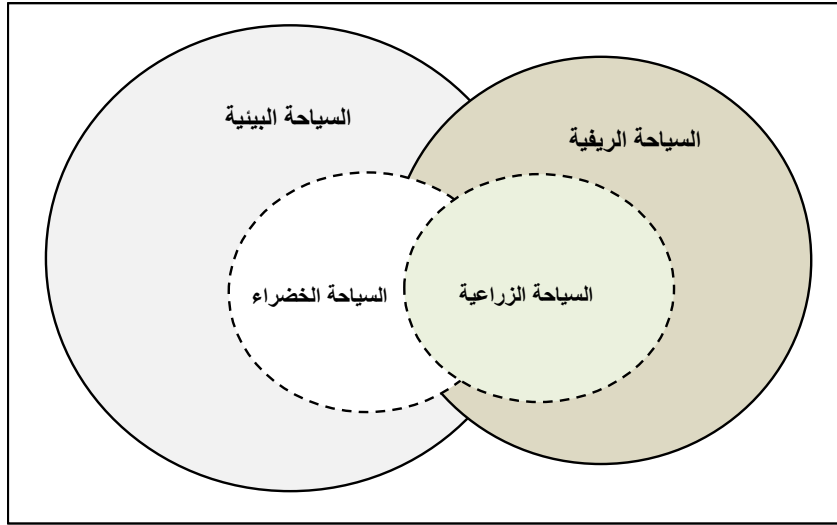 السياحة البيئية
السياحة الريفية
السياحة الخضراء
السياحة الزراعية